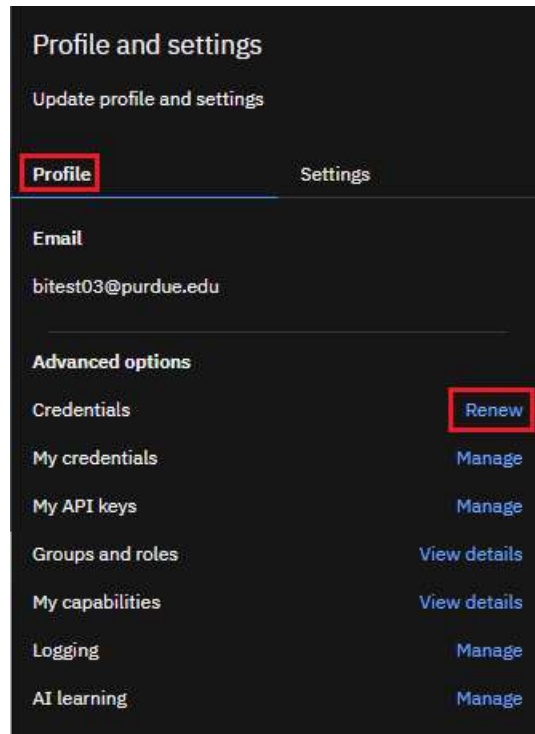 Profile and settings
Update profile and settings
Profile Settings
Email
bitest03@purdue.edu
Advanced options
Credentials Renew
My credentials Manage
My API keys Manage
Groups and roles View details
My capabilities View details
Logging Manage
AI learning Manage